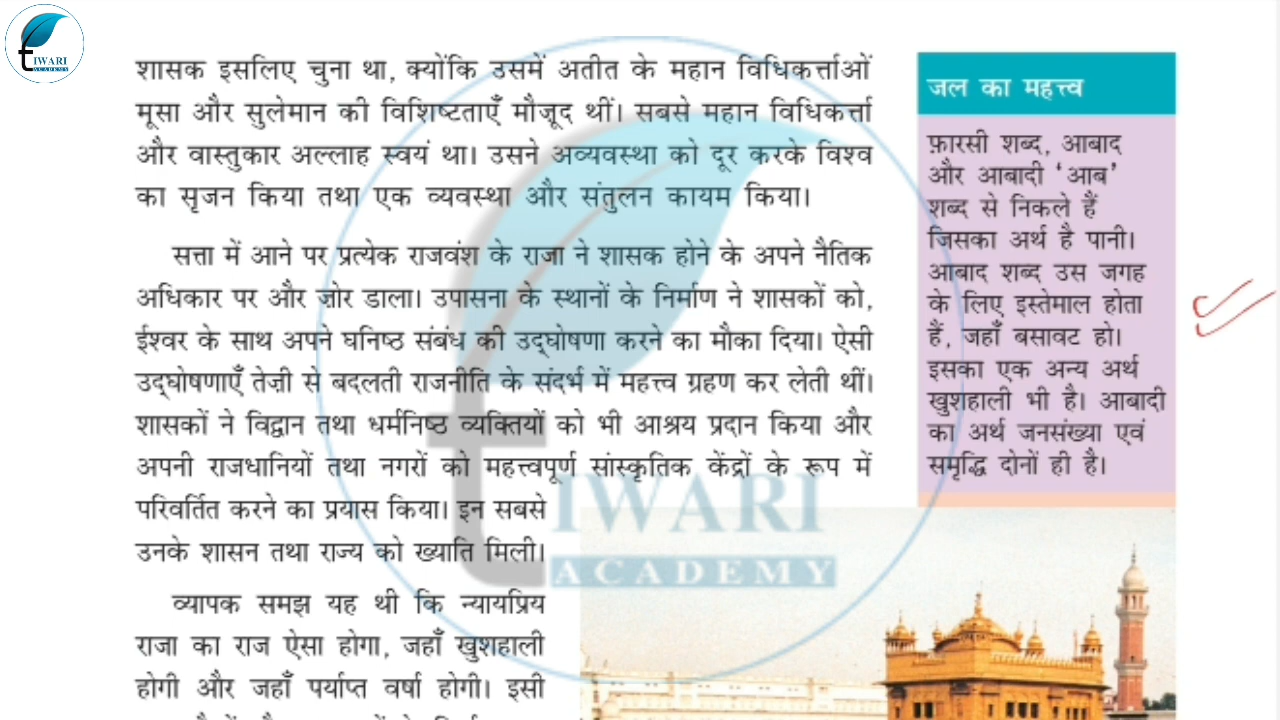 IWARI
ACADEMY
शासक इसलिए चुना था, क्योंकि उसमें अतीत के महान विधिकर्त्ताओं
मूसा और सुलेमान की विशिष्टताएँ मौज़ूद थीं। सबसे महान विधिकर्त्ता
और वास्तुकार अल्लाह स्वयं था। उसने अव्यवस्था को दूर करके विश्व
का सृजन किया तथा एक व्यवस्था और संतुलन कायम किया।
सत्ता में आने पर प्रत्येक राजवंश के राजा ने शासक होने के अपने नैतिक
अधिकार पर और ज़ोर डाला। उपासना के स्थानों के निर्माण ने शासकों को,
ईश्वर के साथ अपने घनिष्ठ संबंध की उद्घोषणा करने का मौका दिया। ऐसी
उद्घोषणाएँ तेज़ी से बदलती राजनीति के संदर्भ में महत्त्व ग्रहण कर लेती थीं।
शासकों ने विद्वान तथा धर्मनिष्ठ व्यक्तियों को भी आश्रय प्रदान किया और
अपनी राजधानियों तथा नगरों को महत्त्वपूर्ण सांस्कृतिक केंद्रों के रूप में
परिवर्तित करने का प्रयास किया। इन सबसे
उनके शासन तथा राज्य को ख्याति मिली।
व्यापक समझ यह थी कि न्यायप्रिय
राजा का राज ऐसा होगा, जहाँ खुशहाली
होगी और जहाँ पर्याप्त वर्षा होगी। इसी
जल का महत्त्व
फ़ारसी शब्द, आबाद
और आबादी ‘आब’
शब्द से निकले हैं
जिसका अर्थ है पानी।
आबाद शब्द उस जगह
के लिए इस्तेमाल होता
हैं, जहाँ बसावट हो।
इसका एक अन्य अर्थ
खुशहाली भी है। आबादी
का अर्थ जनसंख्या एवं
समृद्धि दोनों ही है।
tIWARI
ACADEMY